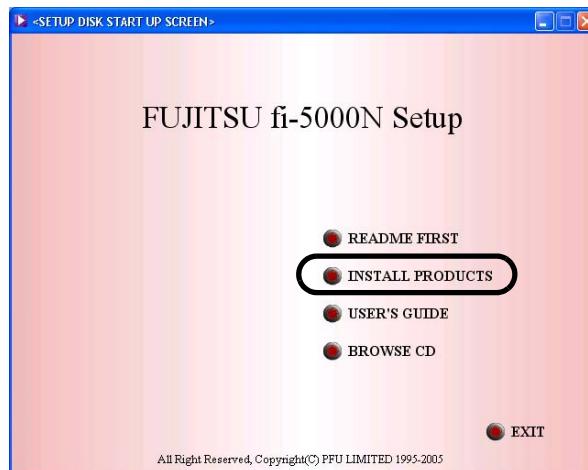 <SETUP DISK START UP SCREEN>
FUJITSU fi-5000N Setup
README FIRST
INSTALL PRODUCTS
USER'S GUIDE
BROWSE CD
EXIT
All Right Reserved, Copyright(C) PFU LIMITED 1995-2005